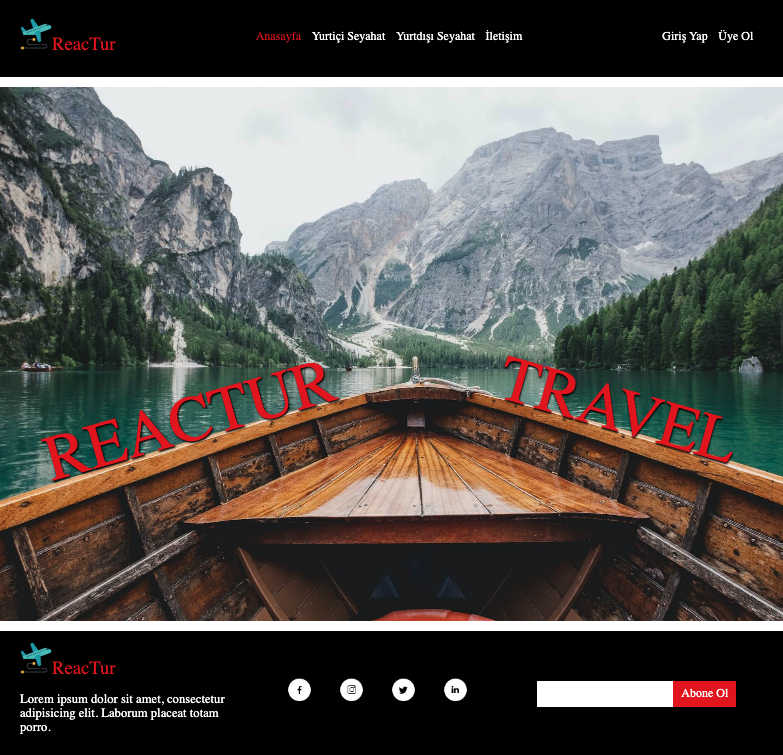 ReacTur
Anasayfa Yurtiçi Seyahat Yurtdışı Seyahat İletişim
Giriş Yap Üye Ol
REACTUR TRAVEL
ReacTur
Lorem ipsum dolor sit amet, consectetur
adipisicing elit. Laborum placeat totam
porro.
Abone Ol